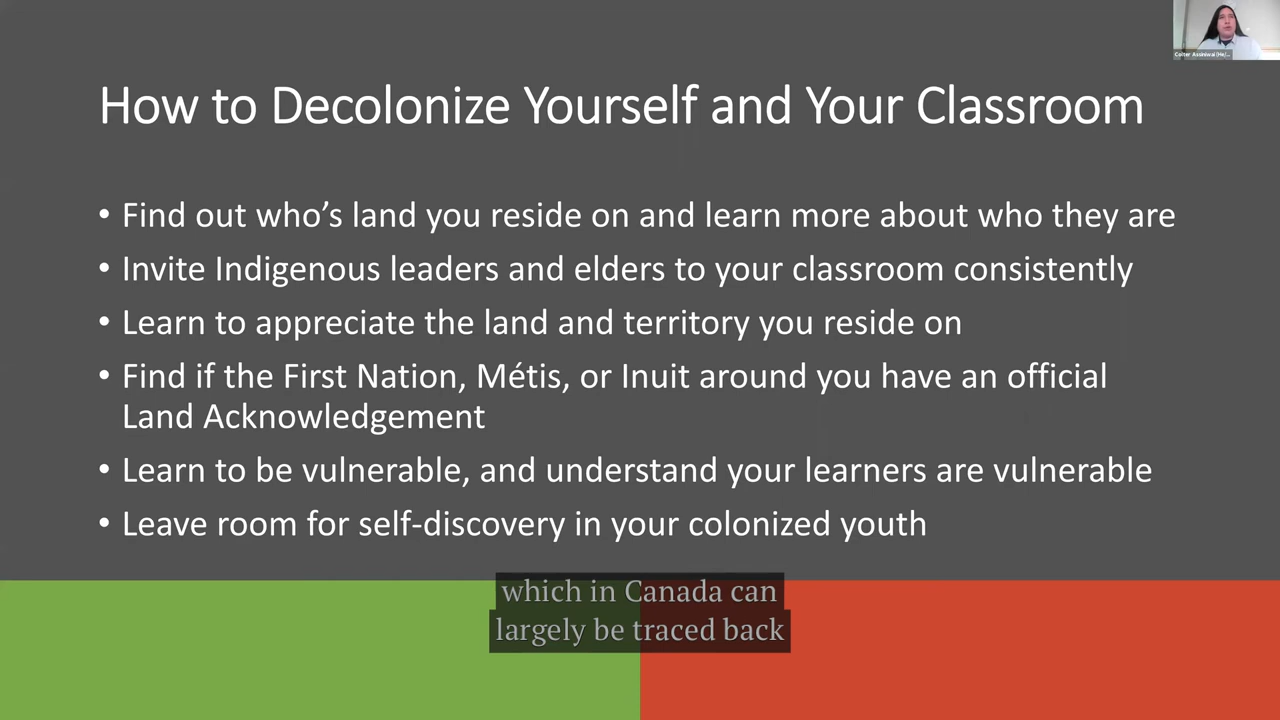 Colter Assiniwai (He/...
How to Decolonize Yourself and Your Classroom
• Find out who’s land you reside on and learn more about who they are
• Invite Indigenous leaders and elders to your classroom consistently
• Learn to appreciate the land and territory you reside on
• Find if the First Nation, Métis, or Inuit around you have an official
Land Acknowledgement
• Learn to be vulnerable, and understand your learners are vulnerable
• Leave room for self-discovery in your colonized youth
which in Canada can
largely be traced back